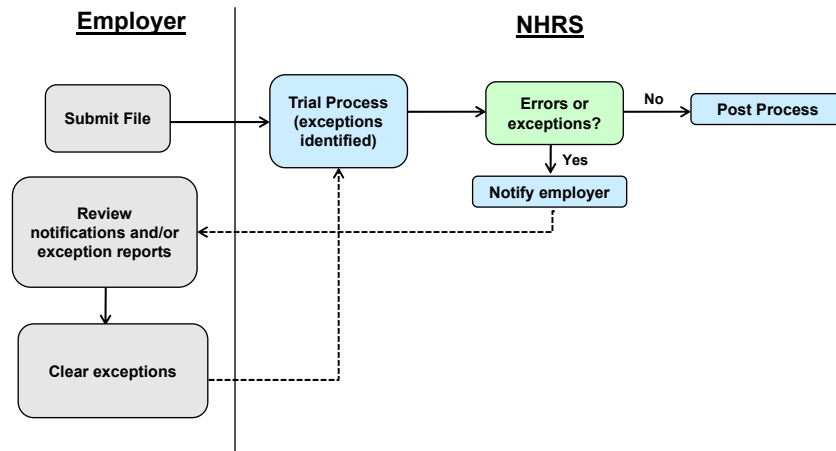 Employer
NHRS
Submit File
Trial Process
(exceptions
identified)
Errors or
exceptions?
No
Post Process
Yes
Notify employer
Review
notifications and/or
exception reports
Clear exceptions